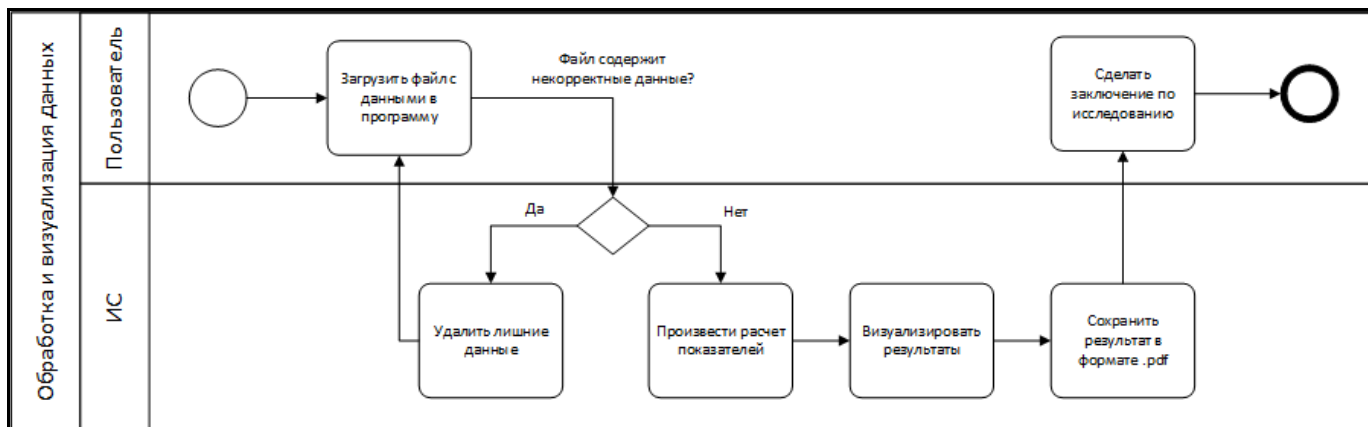 Обработка и визуализация данных
Пользователь
ИС
Загрузить файл с
данными в
программу
Файл содержит
некорректные данные?
Сделать
заключение по
исследованию
Да
Нет
Удалить лишние
данные
Произвести расчет
показателей
Визуализировать
результаты
Сохранить
результат в
формате .pdf